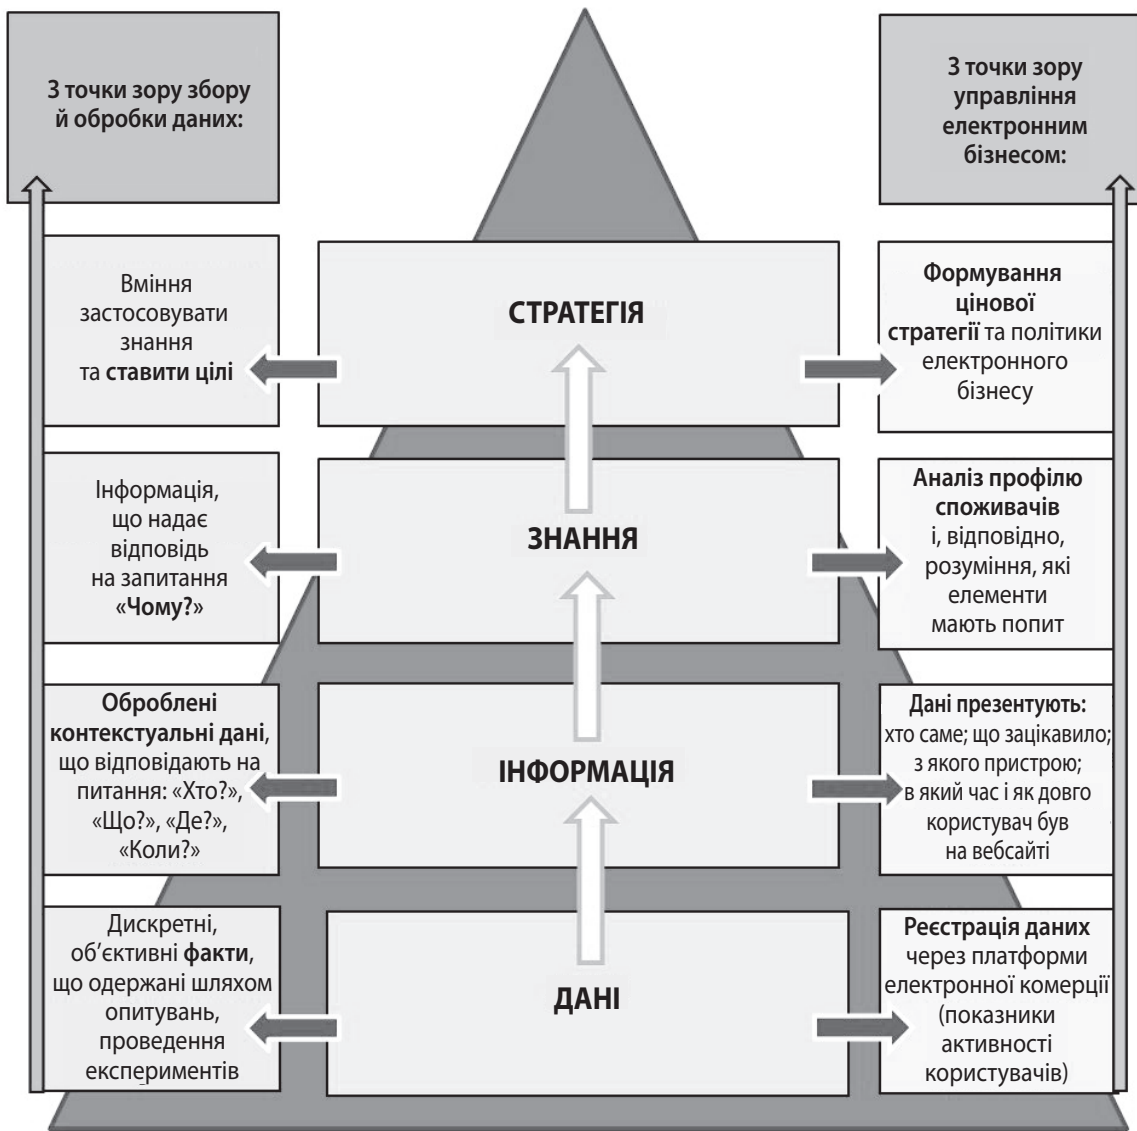 З точки зору збору
й обробки даних:
З точки зору
управління
електронним
бізнесом:
Вміння
застосовувати
знання
та ставити цілі
СТРАТЕГІЯ
Формування
цінової
стратегії та політики
електронного
бізнесу
Інформація,
що надає
відповідь
на запитання
«Чому?»
ЗНАННЯ
Аналіз профілю
споживачів
і, відповідно,
розуміння, які
елементи
мають попит
Оброблені
контекстуальні дані,
що відповідають на
питання: «Хто?»,
«Що?», «Де?»,
«Коли?»
ІНФОРМАЦІЯ
Дані презентують:
хто саме; що зацікавило;
з якого пристрою;
в який час і як довго
користувач був
на вебсайті
Дискретні,
об’єктивні факти,
що одержані шляхом
опитувань,
проведення
експериментів
ДАНІ
Реєстрація даних
через платформи
електронної комерції
(показники
активності
користувачів)